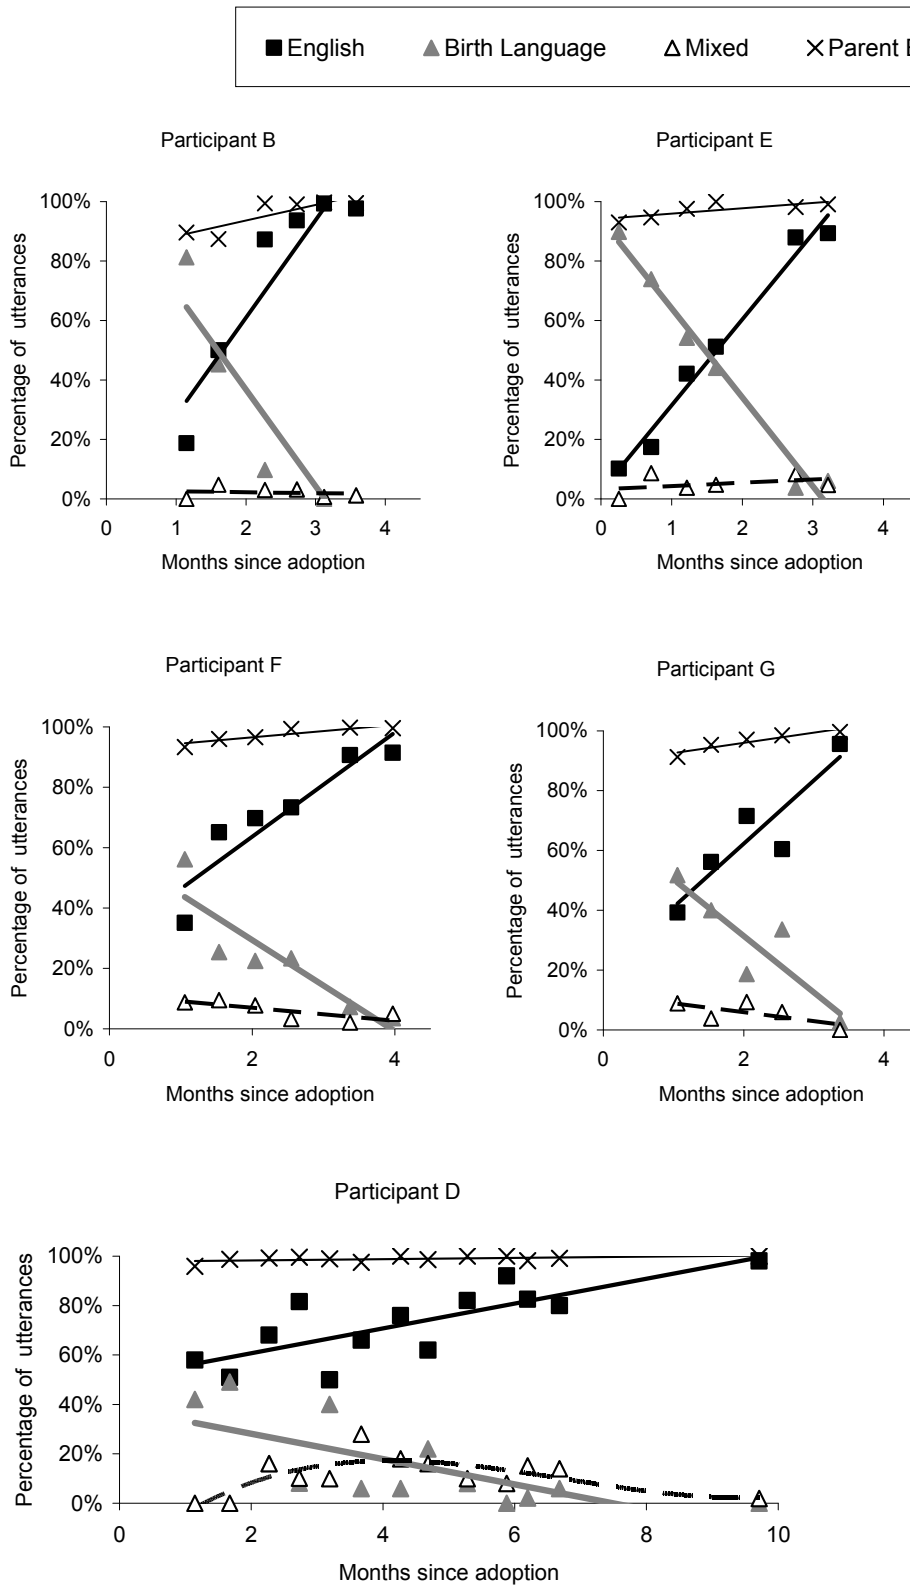 English Birth Language Mixed Parent E
Participant B
Participant E
Percentage of utterances
100%
80%
60%
40%
20%
0%
0 1 2 3 4
Months since adoption
Percentage of utterances
100%
80%
60%
40%
20%
0%
0 1 2 3 4
Months since adoption
Participant F
Participant G
Percentage of utterances
100%
80%
60%
40%
20%
0%
0 2 4
Months since adoption
Percentage of utterances
100%
80%
60%
40%
20%
0%
0 2 4
Months since adoption
Participant D
Percentage of utterances
100%
80%
60%
40%
20%
0%
0 2 4 6 8 10
Months since adoption